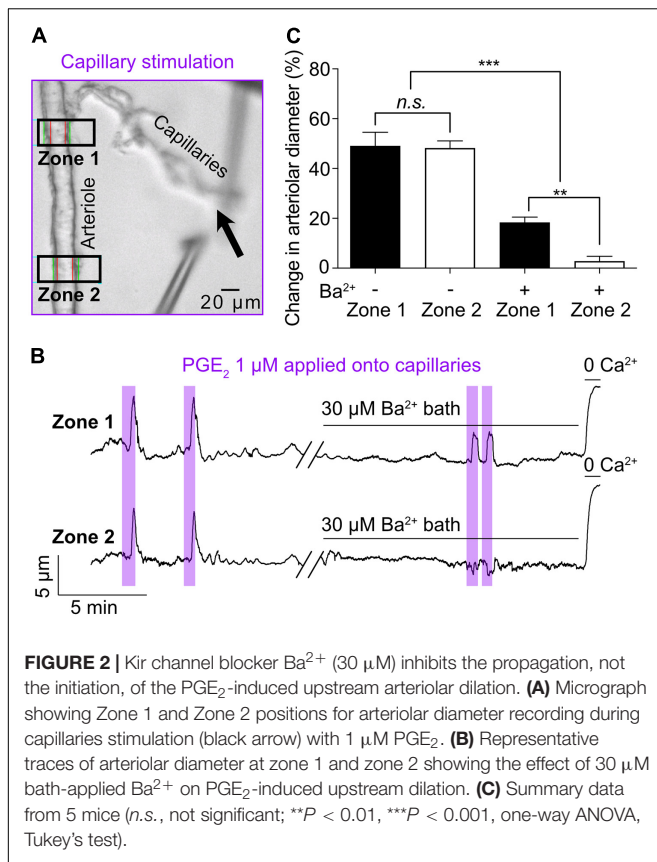 A
Capillary stimulation
Capillaries
Arteriole
Zone 1
Zone 2
20 μm
C
Change in arteriolar diameter (%)
80
60
40
20
0
***
n.s.
**
Ba²⁺ - - + +
Zone 1 Zone 2 Zone 1 Zone 2
B
PGE₂ 1 μM applied onto capillaries
0 Ca²⁺
Zone 1
30 μM Ba²⁺ bath
0 Ca²⁺
Zone 2
30 μM Ba²⁺ bath
5 μm
5 min
FIGURE 2 | Kir channel blocker Ba²⁺ (30 μM) inhibits the propagation, not
the initiation, of the PGE₂-induced upstream arteriolar dilation. (A) Micrograph
showing Zone 1 and Zone 2 positions for arteriolar diameter recording during
capillaries stimulation (black arrow) with 1 μM PGE₂. (B) Representative
traces of arteriolar diameter at zone 1 and zone 2 showing the effect of 30 μM
bath-applied Ba²⁺ on PGE₂-induced upstream dilation. (C) Summary data
from 5 mice (n.s., not significant; **P < 0.01, ***P < 0.001, one-way ANOVA,
Tukey's test).